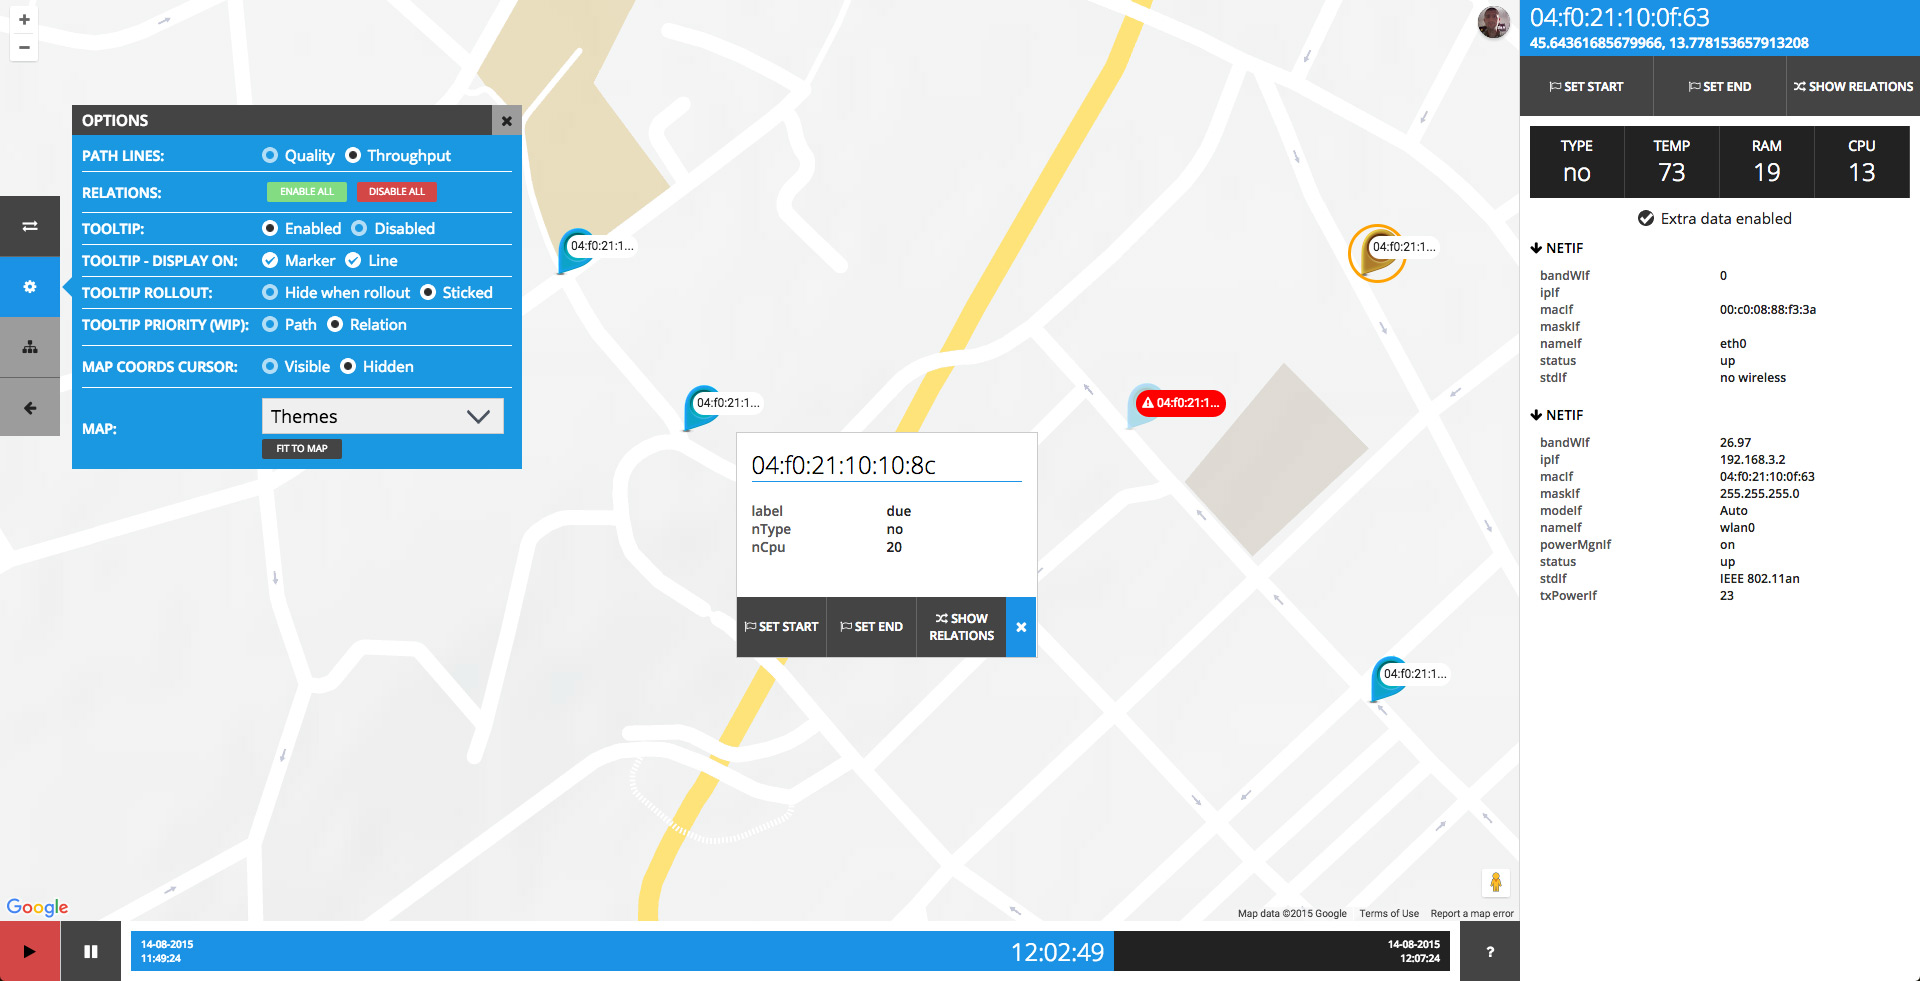 +
−
OPTIONS
PATH LINES: Quality Throughput
RELATIONS: ENABLE ALL DISABLE ALL
TOOLTIP: Enabled Disabled
TOOLTIP - DISPLAY ON: Marker Line
TOOLTIP ROLLOUT: Hide when rollout Sticked
TOOLTIP PRIORITY (WIP): Path Relation
MAP COORDS CURSOR: Visible Hidden
MAP: Themes
FIT TO MAP
04:f0:21:1...
04:f0:21:1...
04:f0:21:1...
04:f0:21:1...
04:f0:21:1...
04:f0:21:10:10:8c
label due
nType no
nCpu 20
SET START SET END SHOW
RELATIONS
Google
Map data ©2015 Google Terms of Use Report a map error
14-08-2015
11:49:24
12:02:49
14-08-2015
12:07:24
?
04:f0:21:10:0f:63
45.64361685679966, 13.778153657913208
SET START SET END SHOW RELATIONS
TYPE TEMP RAM CPU
no 73 19 13
Extra data enabled
NETIF
bandWIf 0
ipIf
macIf 00:c0:08:88:f3:3a
maskIf
nameIf eth0
status up
stdIf no wireless
NETIF
bandWIf 26.97
ipIf 192.168.3.2
macIf 04:f0:21:10:0f:63
maskIf 255.255.255.0
modeIf Auto
nameIf wlan0
powerMgnIf on
status up
stdIf IEEE 802.11an
txPowerIf 23